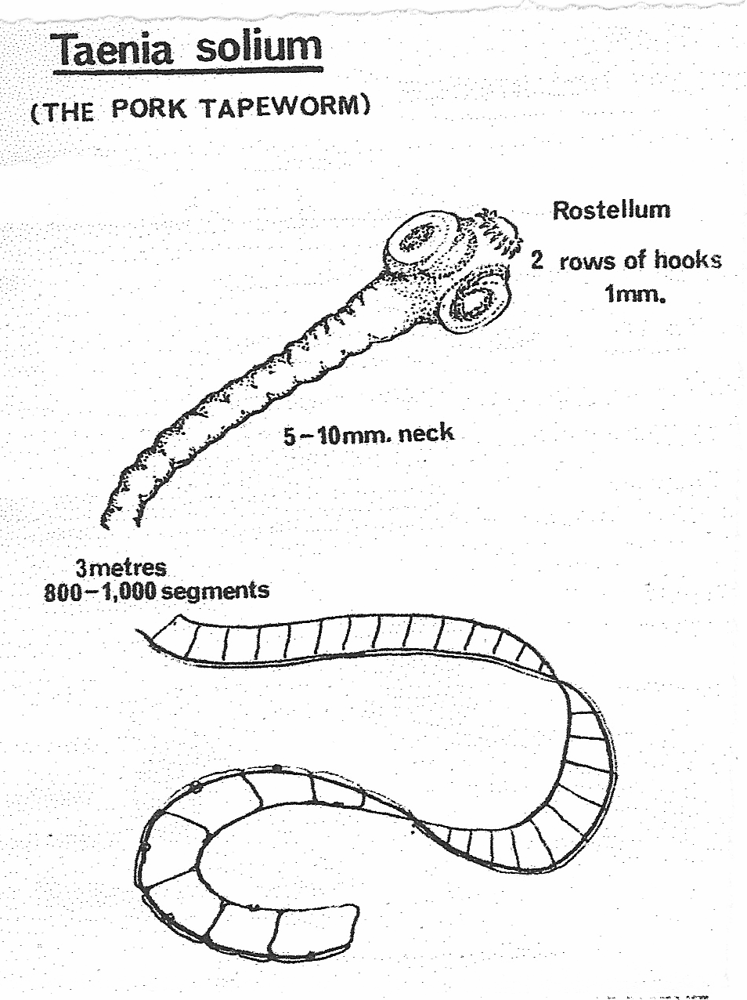 Taenia solium
(THE PORK TAPEWORM)
Rostellum
2 rows of hooks
1mm.
5-10mm. neck
3metres
800-1,000 segments